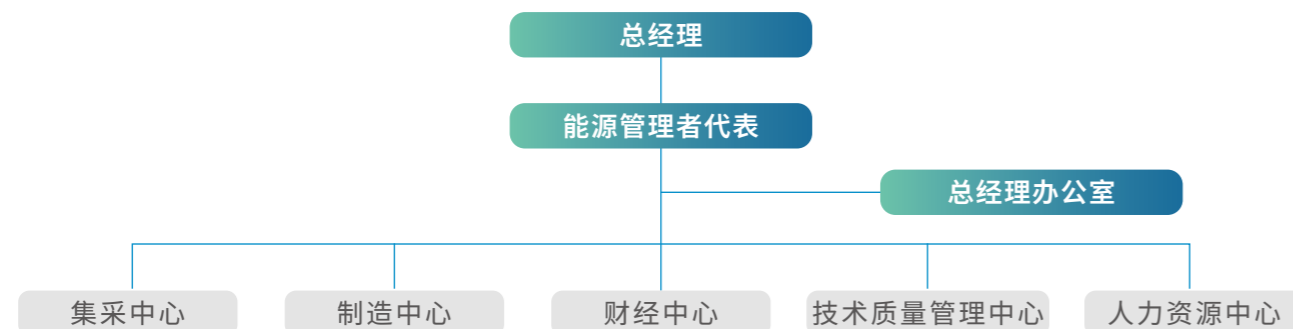 总经理
能源管理者代表
总经理办公室
集采中心
制造中心
财经中心
技术质量管理中心
人力资源中心